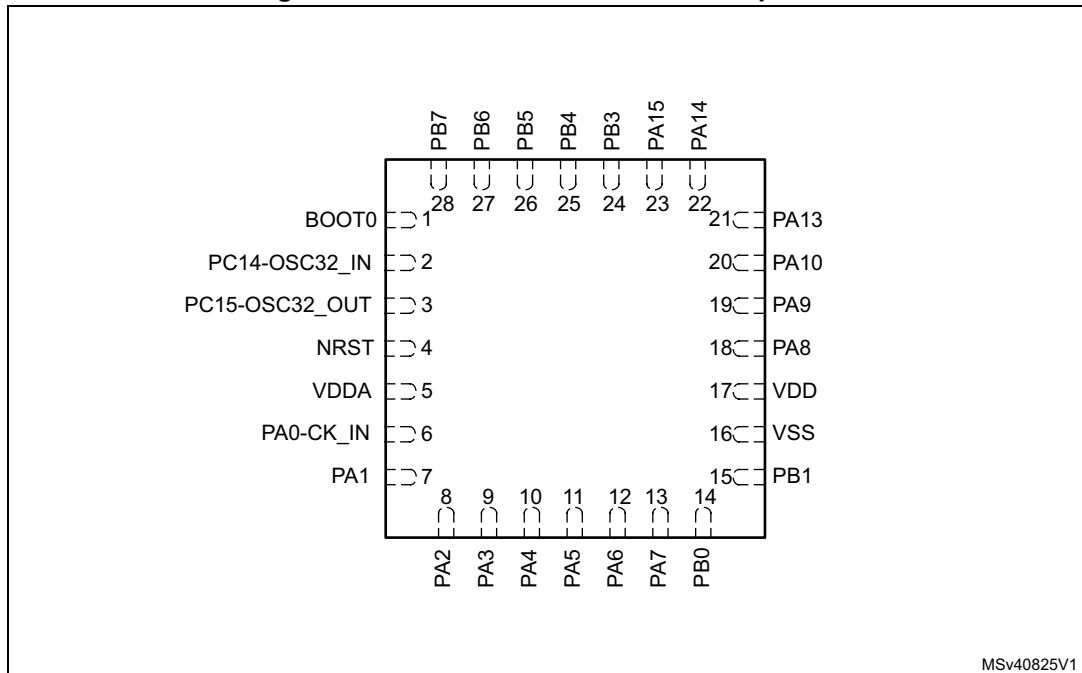 PB7 PB6 PB5 PB4 PB3 PA15 PA14
28 27 26 25 24 23 22
BOOT0 1 21 PA13
PC14-OSC32_IN 2 20 PA10
PC15-OSC32_OUT 3 19 PA9
NRST 4 18 PA8
VDDA 5 17 VDD
PA0-CK_IN 6 16 VSS
PA1 7 15 PB1
8 9 10 11 12 13 14
PA2 PA3 PA4 PA5 PA6 PA7 PB0
MSv40825V1